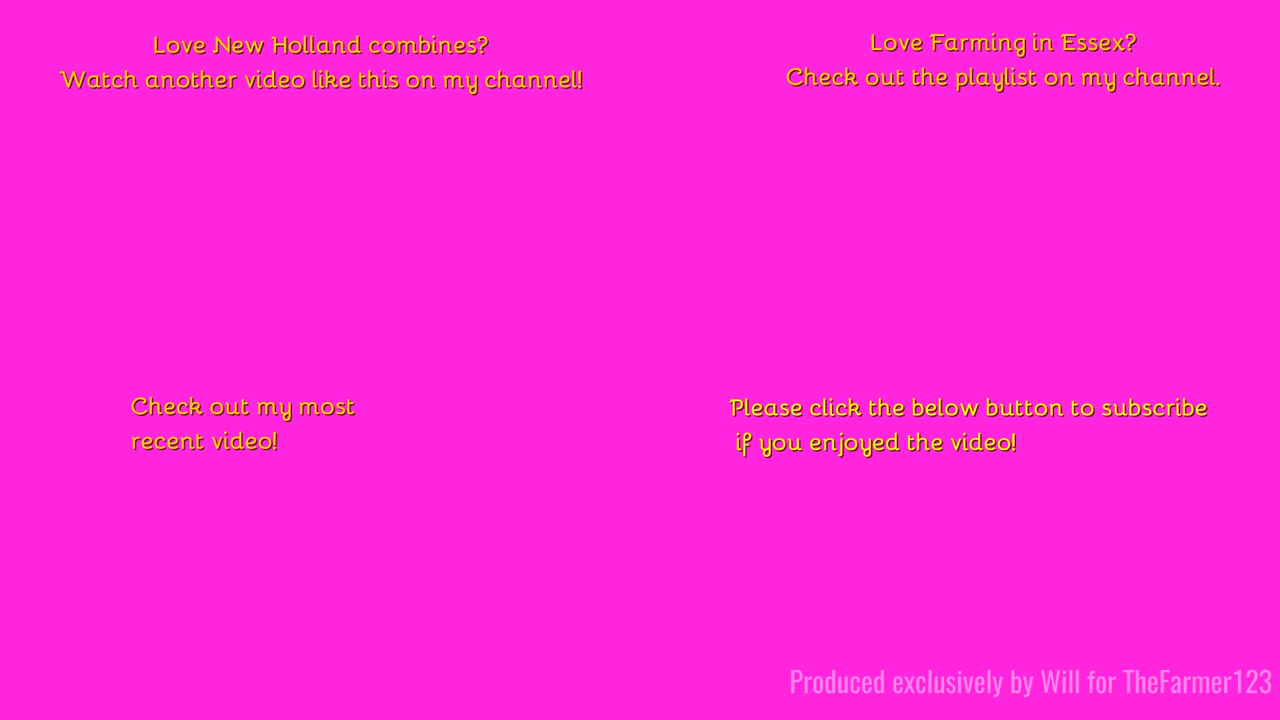 Love New Holland combines?
Watch another video like this on my channel!
Love Farming in Essex?
Check out the playlist on my channel.
Check out my most
recent video!
Please click the below button to subscribe
if you enjoyed the video!
Produced exclusively by Will for TheFarmer123